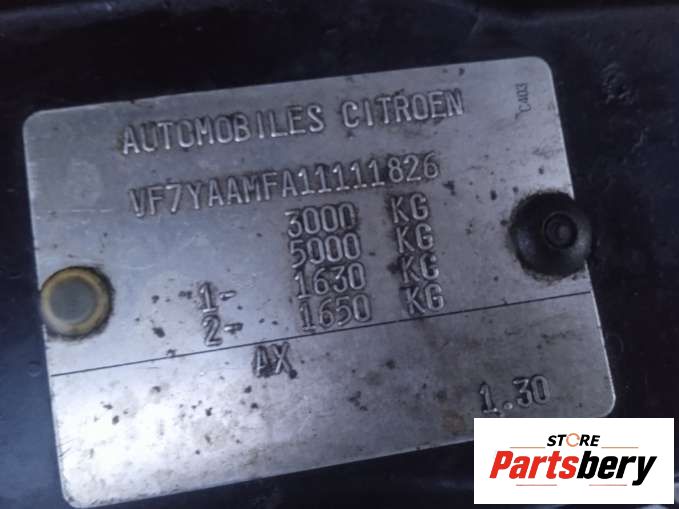 C403
AUTOMOBILES CITROEN
VF7YAAMFA11111826
3000 KG
5000 KG
1- 1630 KG
2- 1650 KG
AX
1.30
STORE
Partsbery